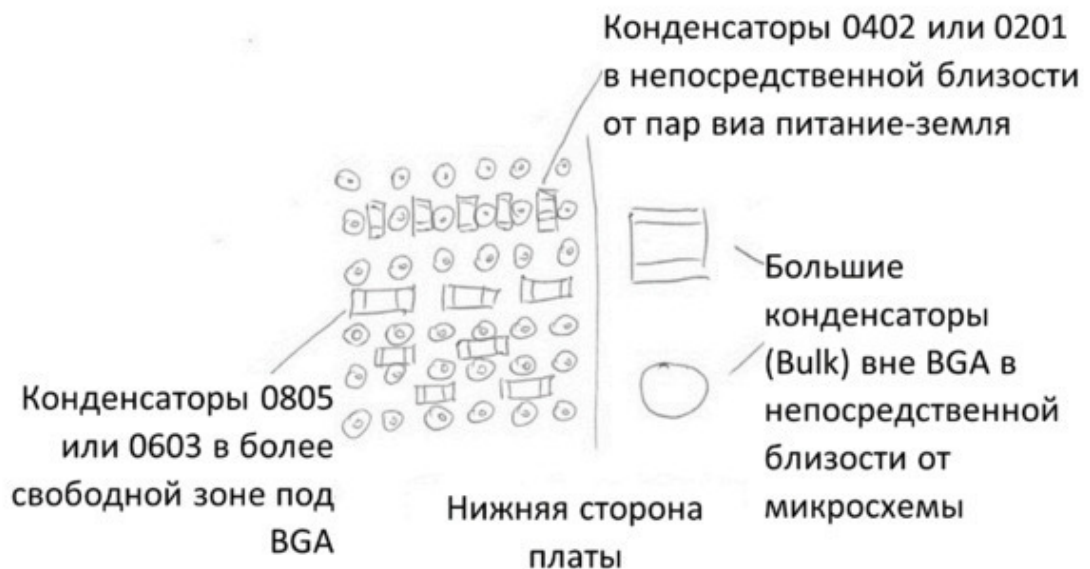 Конденсаторы 0402 или 0201
в непосредственной близости
от пар виа питание-земля
Большие
конденсаторы
(Bulk) вне BGA в
непосредственной
близости от
микросхемы
Конденсаторы 0805
или 0603 в более
свободной зоне под
BGA
Нижняя сторона
платы